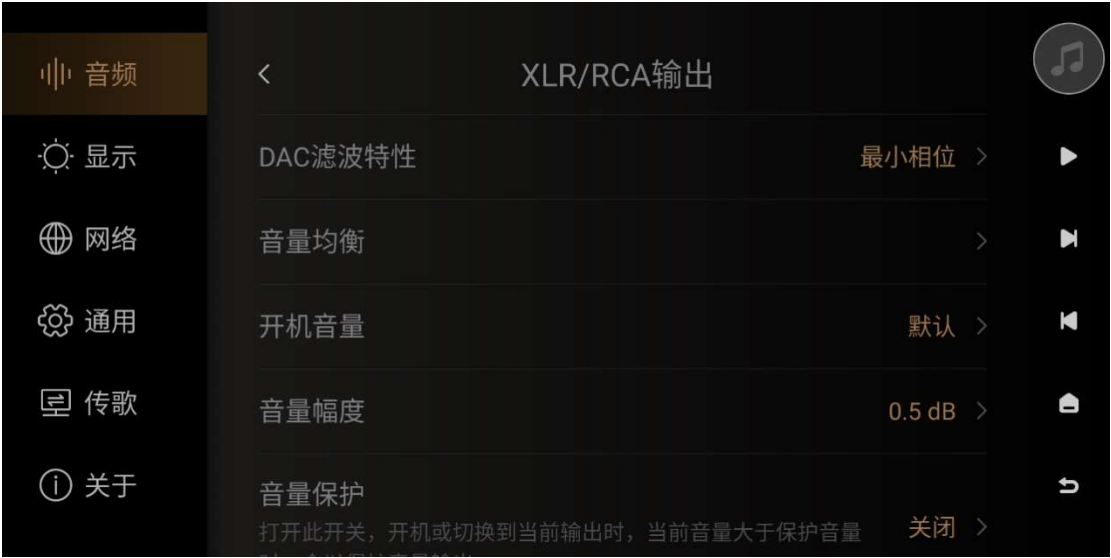 音频
显示
网络
通用
传歌
关于
XLR/RCA输出
DAC滤波特性 最小相位
音量均衡
开机音量 默认
音量幅度 0.5 dB
音量保护 关闭
打开此开关，开机或切换到当前输出时，当前音量大于保护音量